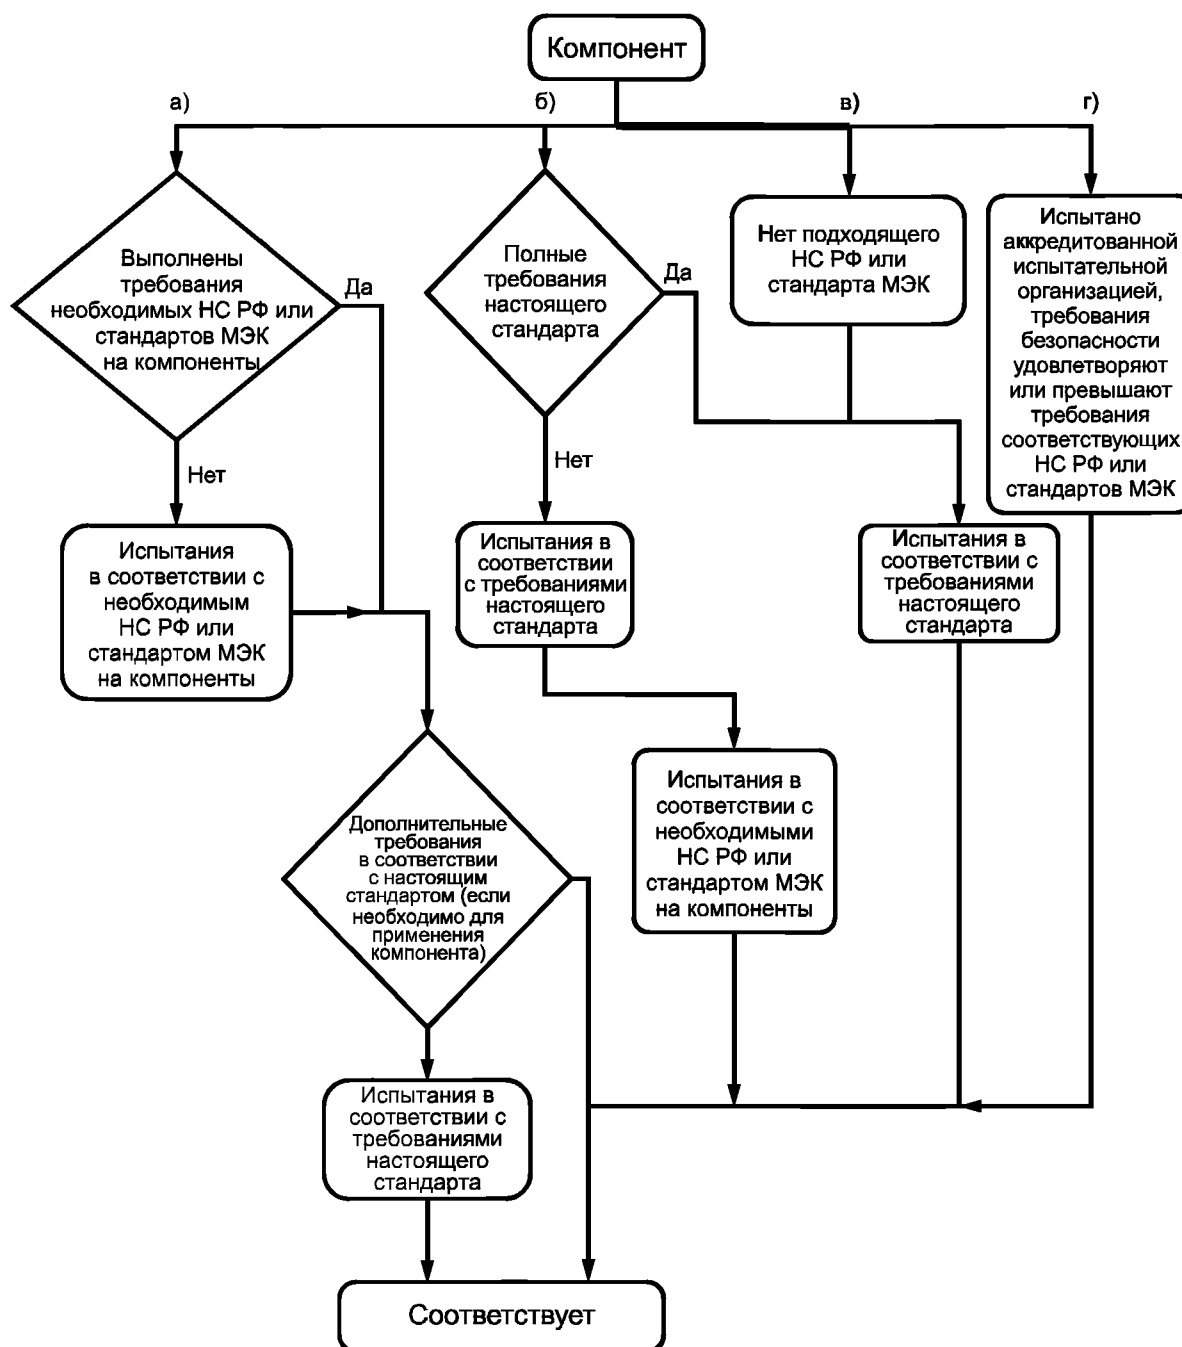 Компонент
а)
б)
в)
г)
Выполнены
требования
необходимых НС РФ или
стандартов МЭК
на компоненты
Да
Нет
Полные
требования
настоящего
стандарта
Да
Нет
Нет подходящего
НС РФ или
стандарта МЭК
Испытано
аккредитованной
испытательной
организацией,
требования
безопасности
удовлетворяют
или превышают
требования
соответствующих
НС РФ или
стандартов МЭК
Испытания
в соответствии с
необходимым
НС РФ или
стандартом МЭК
на компоненты
Испытания в
соответствии
с требованиями
настоящего
стандарта
Испытания в
соответствии с
требованиями
настоящего
стандарта
Дополнительные
требования
в соответствии
с настоящим
стандартом (если
необходимо для
применения
компонента)
Испытания в
соответствии с
необходимыми
НС РФ или
стандартом МЭК
на компоненты
Испытания в
соответствии с
требованиями
настоящего
стандарта
Соответствует